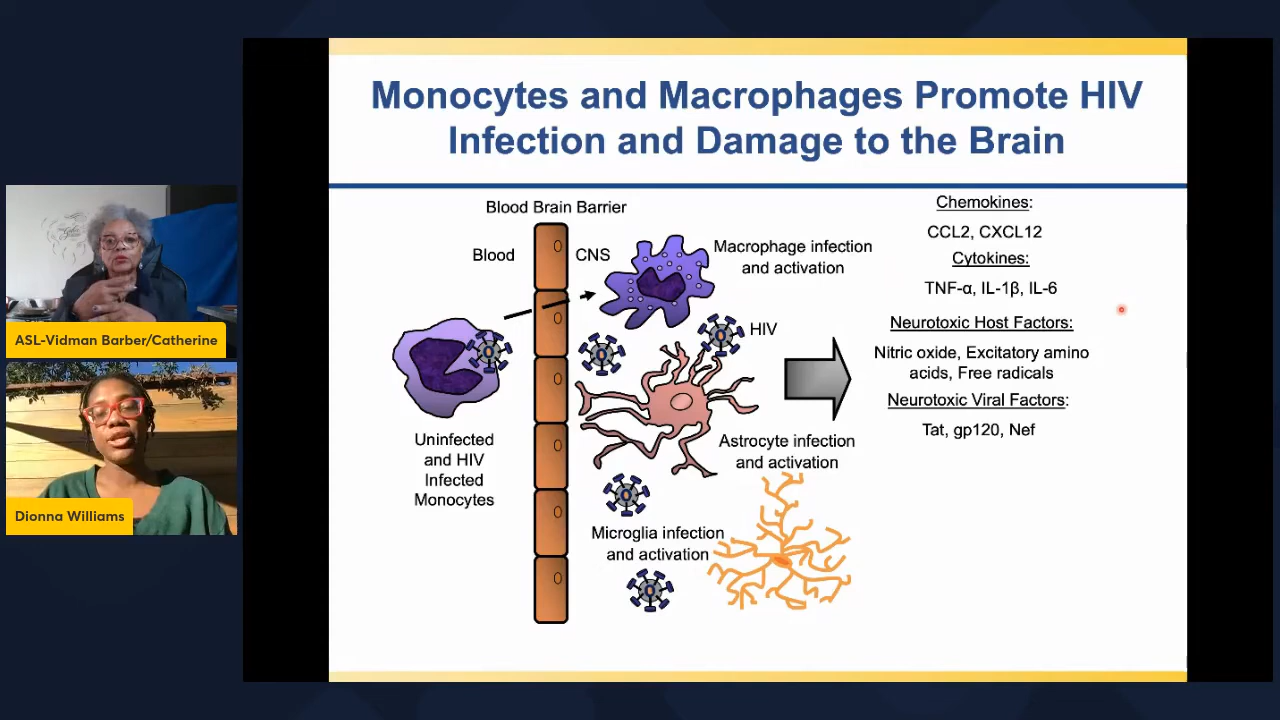 Monocytes and Macrophages Promote HIV
Infection and Damage to the Brain
Blood Brain Barrier
Blood
CNS
Macrophage infection
and activation
HIV
Uninfected
and HIV
Infected
Monocytes
Astrocyte infection
and activation
Microglia infection
and activation
Chemokines:
CCL2, CXCL12
Cytokines:
TNF-α, IL-1β, IL-6
Neurotoxic Host Factors:
Nitric oxide, Excitatory amino
acids, Free radicals
Neurotoxic Viral Factors:
Tat, gp120, Nef
ASL-Vidman Barber/Catherine
Dionna Williams